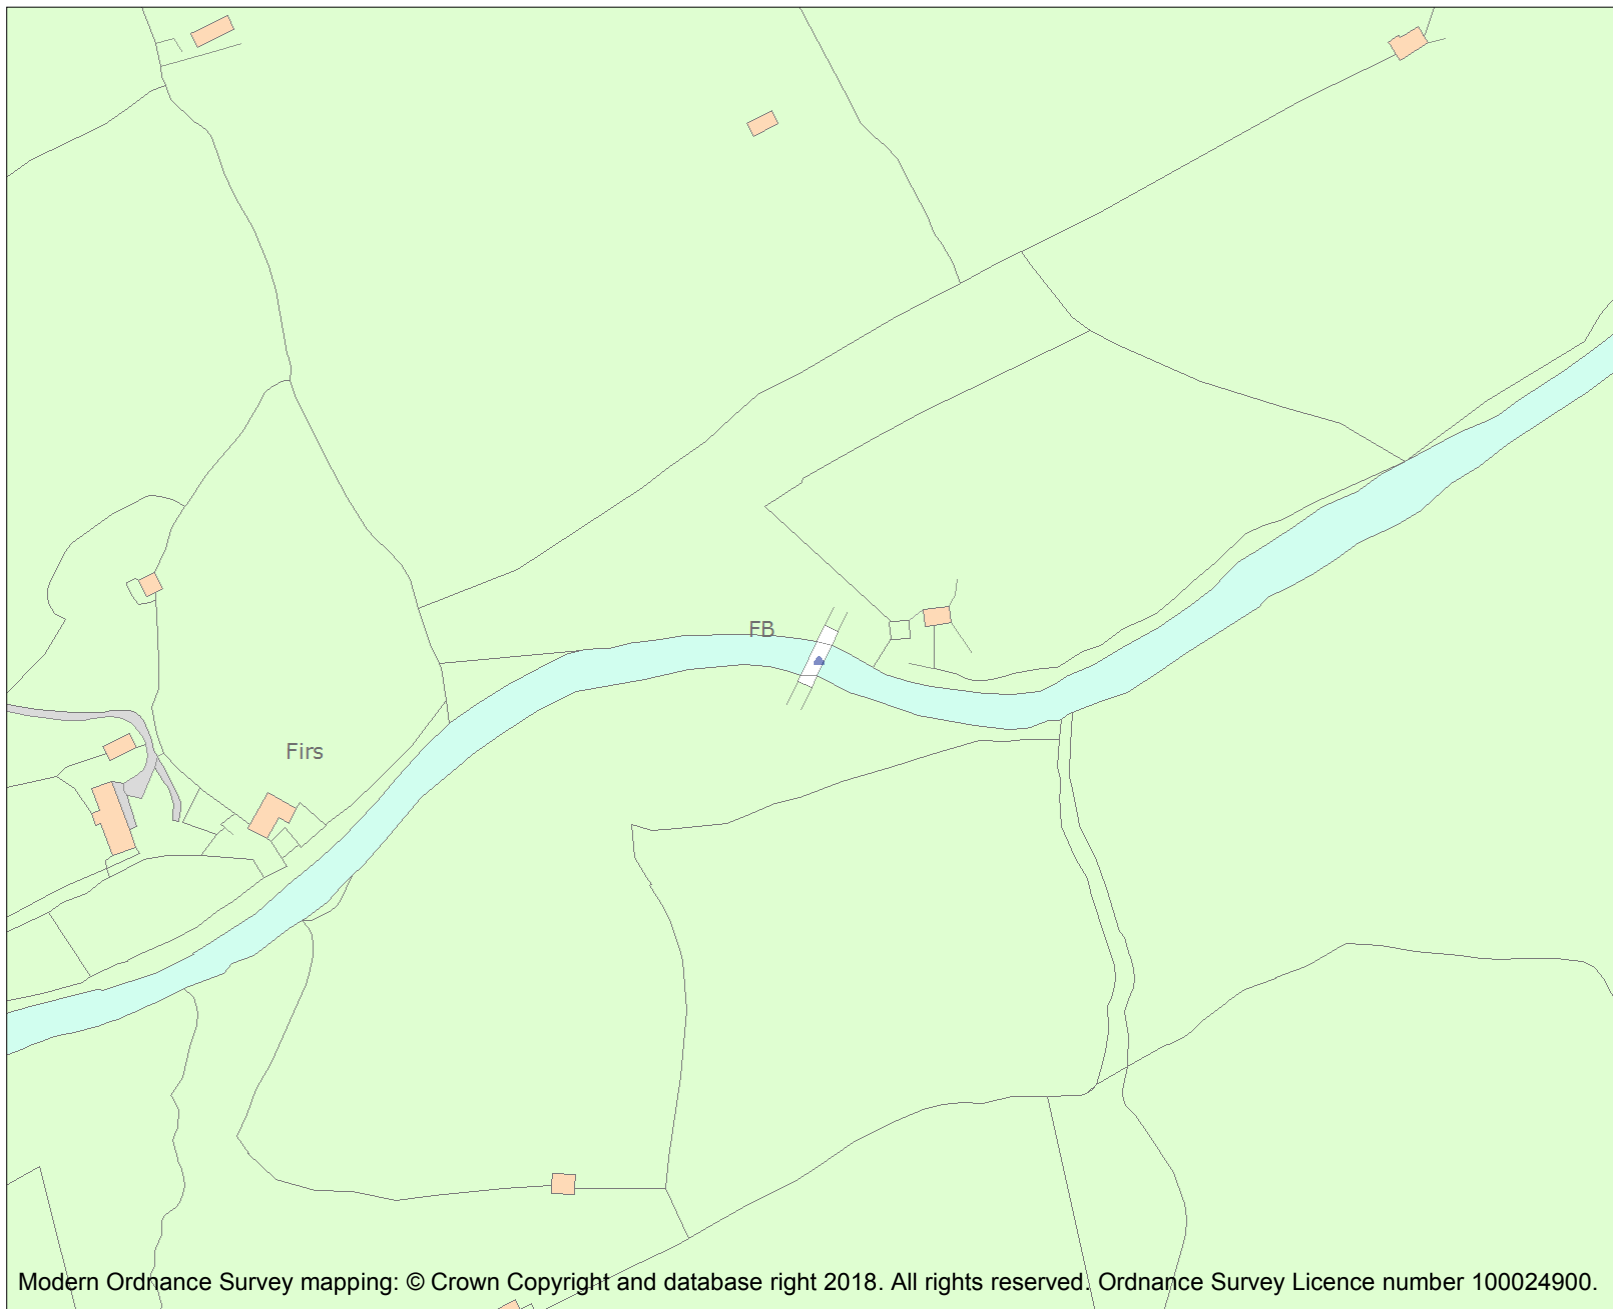 FB
Firs
Modern Ordnance Survey mapping: © Crown Copyright and database right 2018. All rights reserved. Ordnance Survey Licence number 100024900.